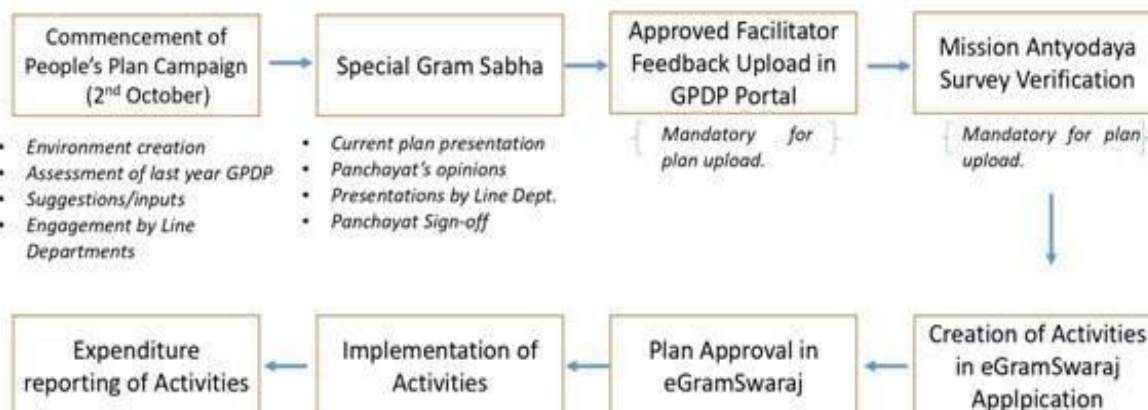 Commencement of
People's Plan Campaign
(2nd October)
• Environment creation
• Assessment of last year GPDP
• Suggestions/inputs
• Engagement by Line
Departments
Special Gram Sabha
• Current plan presentation
• Panchayat's opinions
• Presentations by Line Dept.
• Panchayat Sign-off
Approved Facilitator
Feedback Upload in
GPDP Portal
Mandatory for
plan upload.
Mission Antyodaya
Survey Verification
Mandatory for plan
upload.
Creation of Activities
in eGramSwaraj
Applpication
Plan Approval in
eGramSwaraj
Implementation of
Activities
Expenditure
reporting of Activities